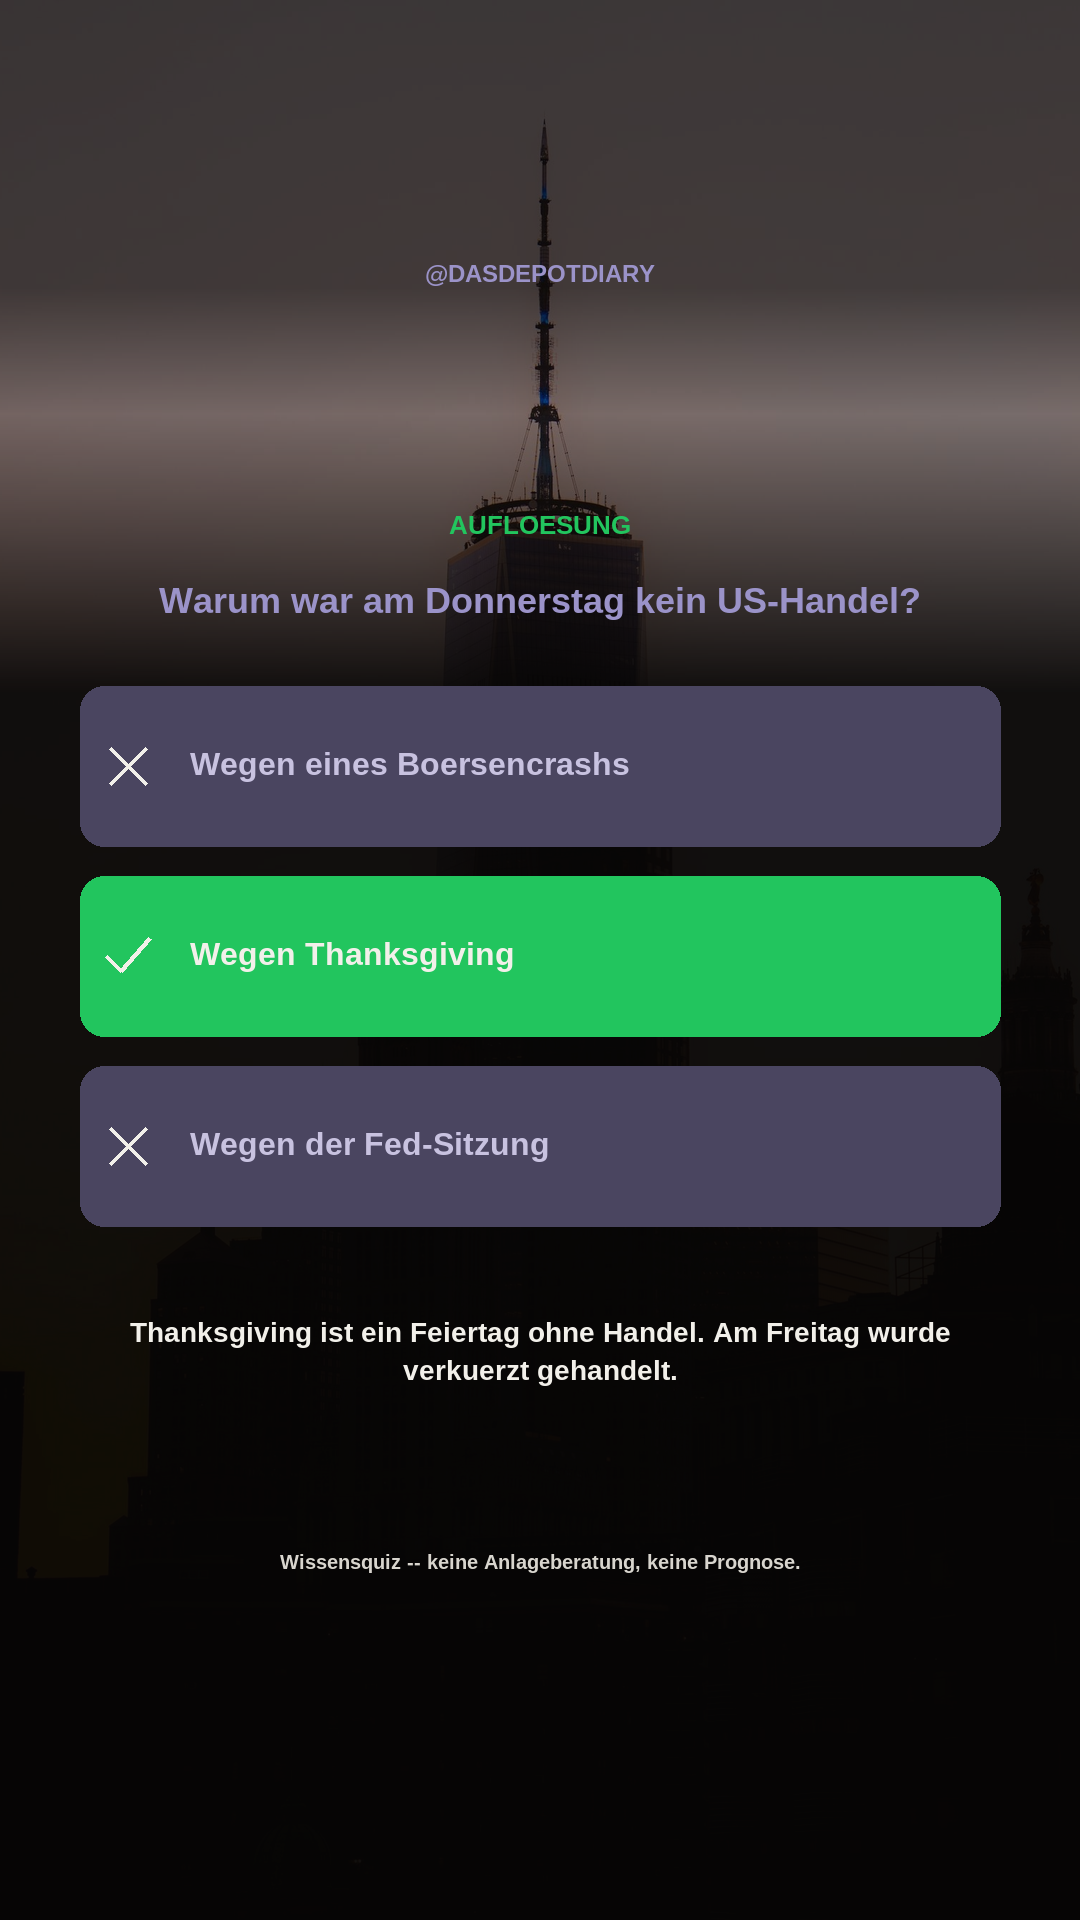 @DASDEPOTDIARY
AUFLOESUNG
Warum war am Donnerstag kein US-Handel?
Wegen eines Boersencrashs
Wegen Thanksgiving
Wegen der Fed-Sitzung
Thanksgiving ist ein Feiertag ohne Handel. Am Freitag wurde
verkuerzt gehandelt.
Wissensquiz -- keine Anlageberatung, keine Prognose.